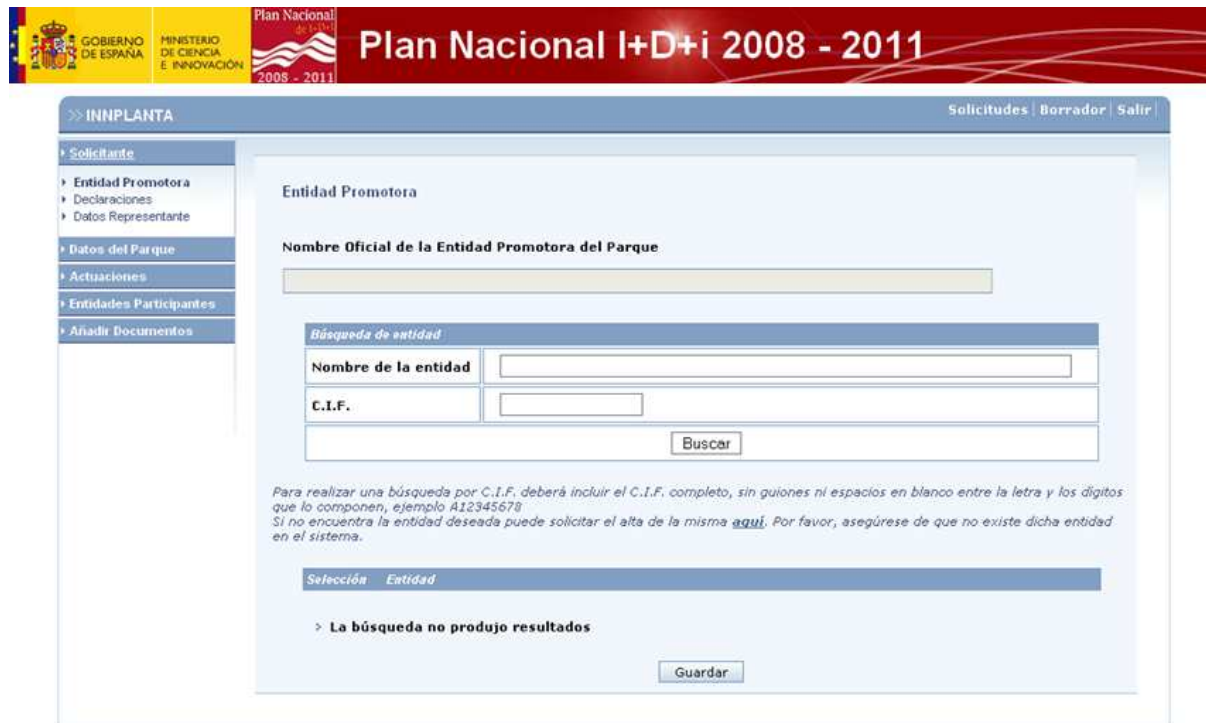 GOBIERNO
DE ESPAÑA
MINISTERIO
DE CIENCIA
E INNOVACIÓN
Plan Nacional
de I+D+I
2008 - 2011
Plan Nacional I+D+i 2008 - 2011
>> INNPLANTA
Solicitudes | Borrador | Salir |
Solicitante
Entidad Promotora
Declaraciones
Datos Representante
Datos del Parque
Actuaciones
Entidades Participantes
Añadir Documentos
Entidad Promotora
Nombre Oficial de la Entidad Promotora del Parque
Búsqueda de entidad
Nombre de la entidad
C.I.F.
Buscar
Para realizar una búsqueda por C.I.F. deberá incluir el C.I.F. completo, sin guiones ni espacios en blanco entre la letra y los dígitos
que lo componen, ejemplo A12345678
Si no encuentra la entidad deseada puede solicitar el alta de la misma aquí. Por favor, asegúrese de que no existe dicha entidad
en el sistema.
Selección Entidad
> La búsqueda no produjo resultados
Guardar